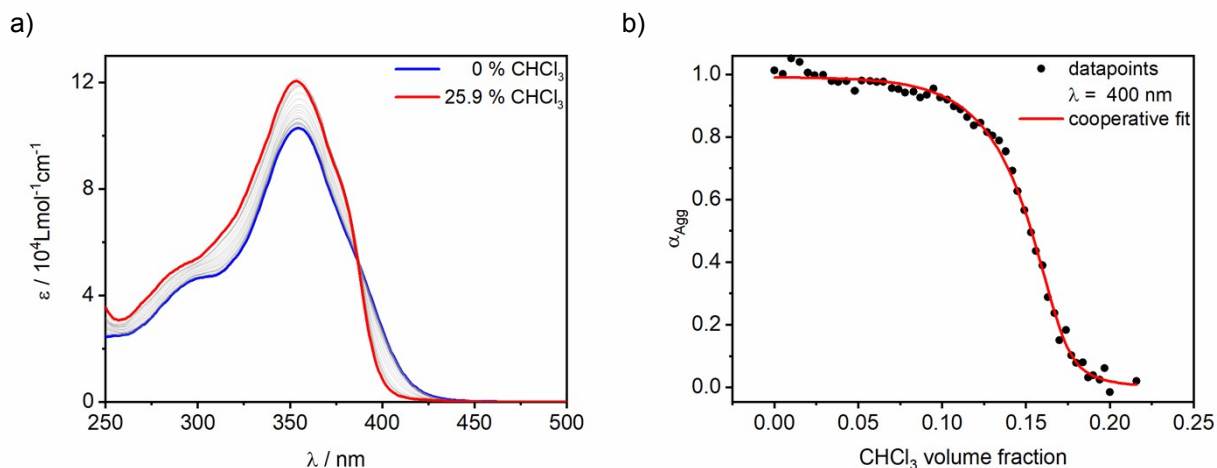 a)
0 % CHCl₃
25.9 % CHCl₃
12
8
4
0
ε / 10⁴Lmol⁻¹cm⁻¹
250 300 350 400 450 500
λ / nm
b)
datapoints
λ = 400 nm
cooperative fit
1.0
0.8
0.6
0.4
0.2
0.0
α_Agg
0.00 0.05 0.10 0.15 0.20 0.25
CHCl₃ volume fraction